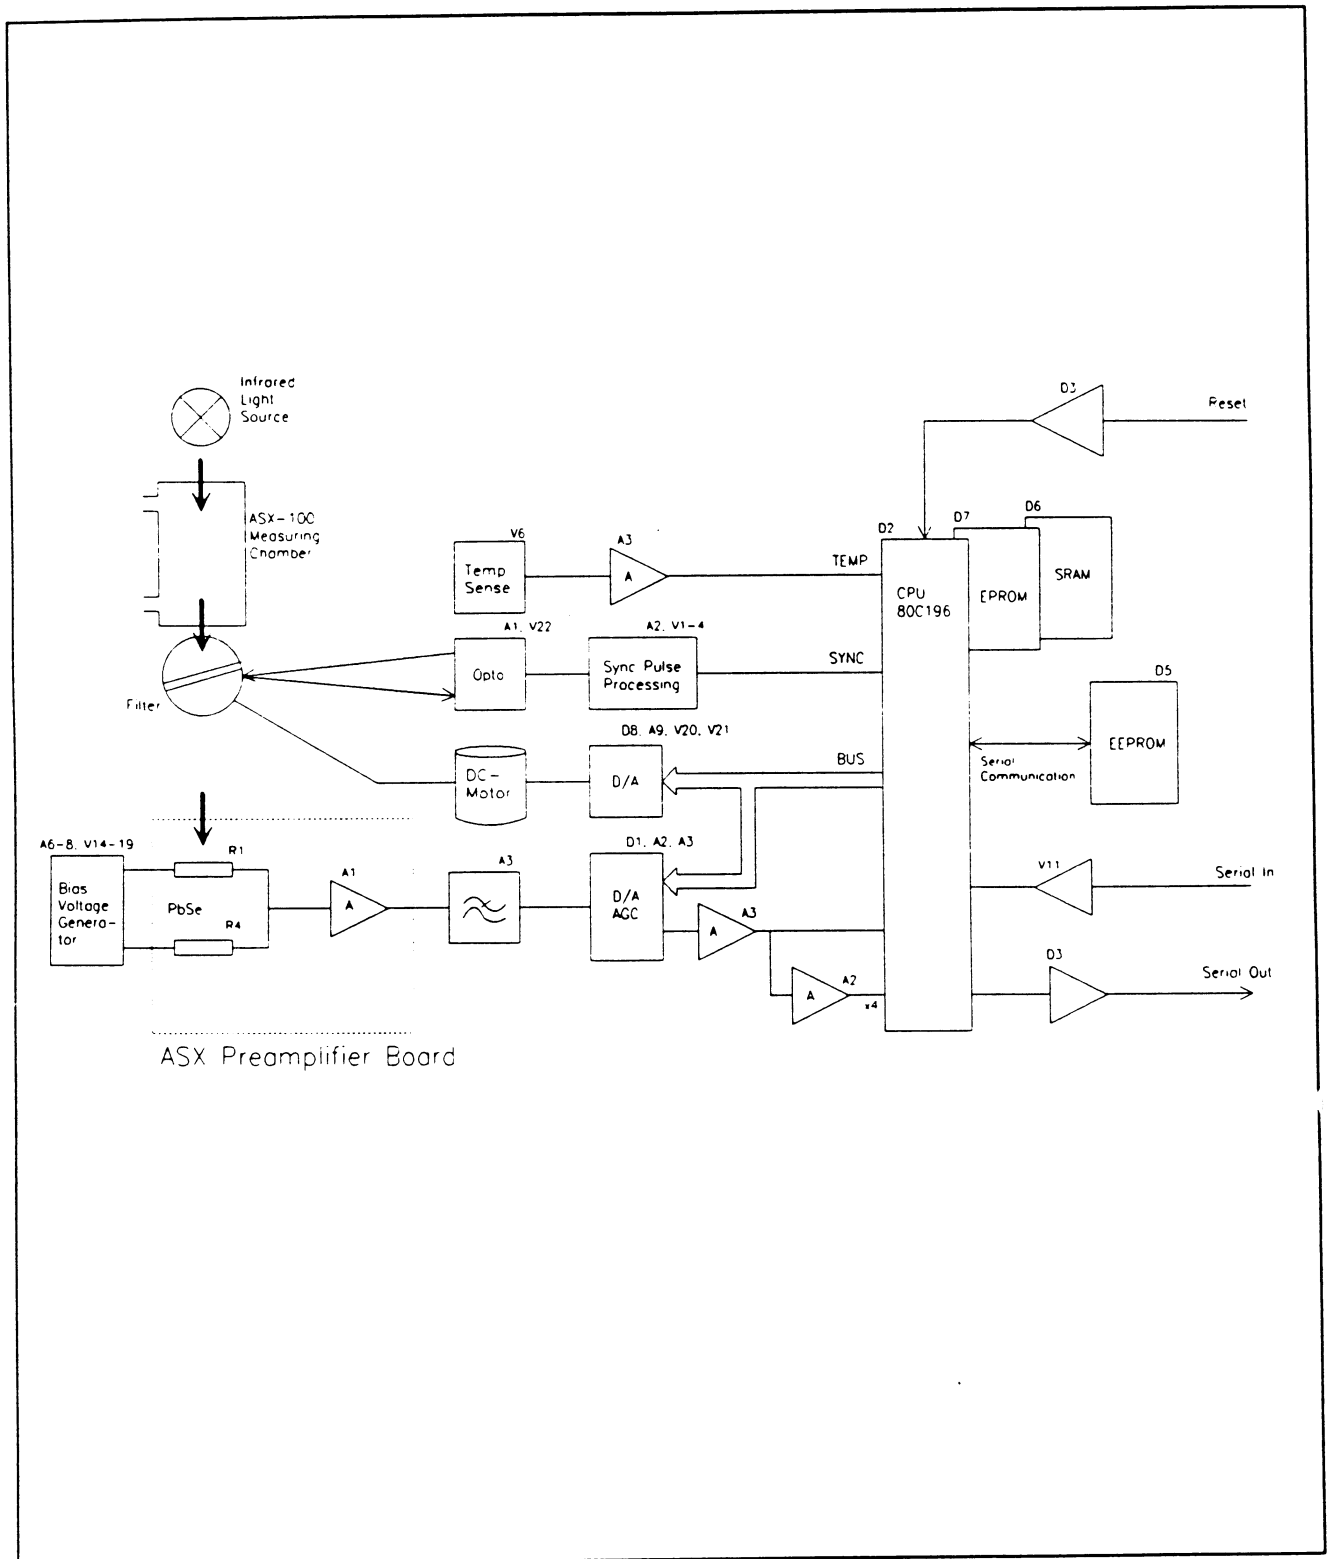 Infrared
Light
Source
D3
Reset
ASX-100
Measuring
Chamber
V6
Temp
Sense
A3
A
TEMP
D2
D7
D6
CPU
80C196
EPROM
SRAM
A1, V22
Opto
A2, V1-4
Sync Pulse
Processing
SYNC
Filter
D5
EEPROM
Serial
Communication
D8, A9, V20, V21
DC-
Motor
D/A
BUS
A6-8, V14-19
Bias
Voltage
Genera-
tor
R1
PbSe
R4
A1
A
A3
D1, A2, A3
D/A
AGC
A
A3
A
A2
x4
V11
Serial In
D3
Serial Out
ASX Preamplifier Board